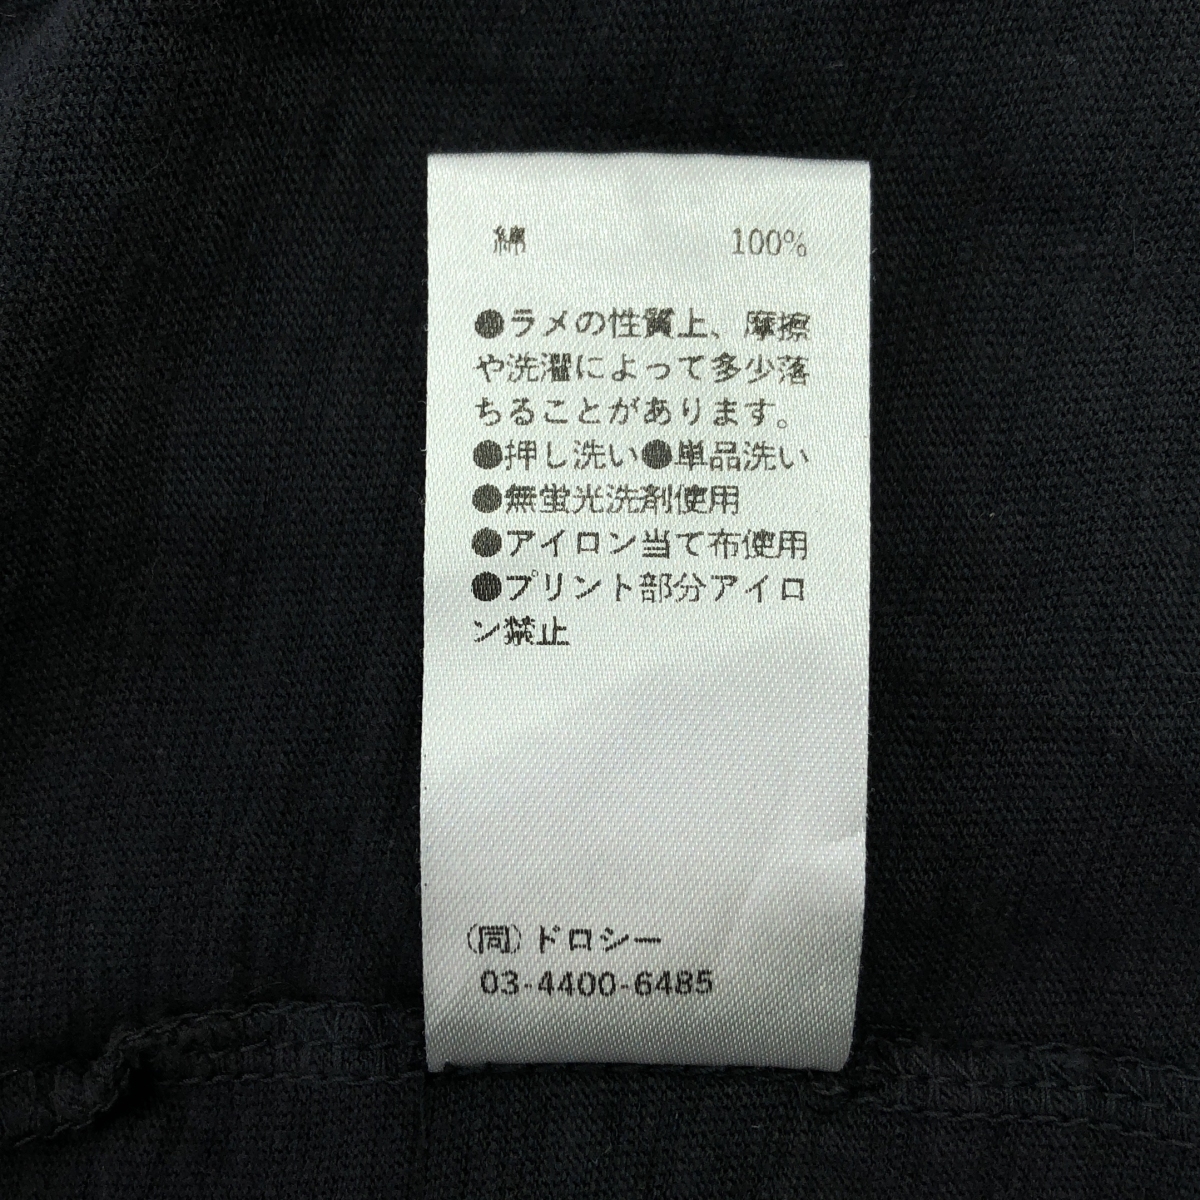 綿 100%
●ラメの性質上、摩擦
や洗濯によって多少落
ちることがあります。
●押し洗い●単品洗い
●無蛍光洗剤使用
●アイロン当て布使用
●プリント部分アイロ
ン禁止
(同)ドロシー
03-4400-6485